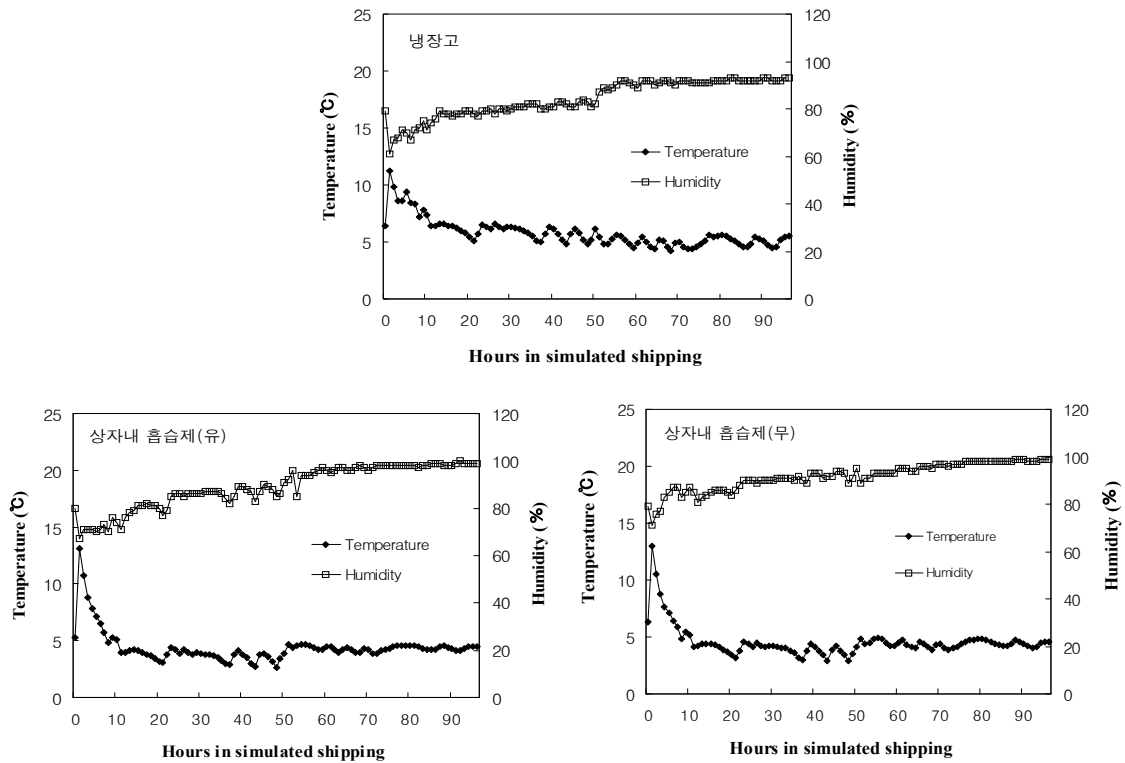 냉장고
Temperature (℃)
25
20
15
10
5
0
120
100
80
60
40
20
0
Humidity (%)
Temperature
Humidity
0 10 20 30 40 50 60 70 80 90
Hours in simulated shipping
상자내 흡습제(유)
Temperature (℃)
25
20
15
10
5
0
120
100
80
60
40
20
0
Humidity (%)
Temperature
Humidity
0 10 20 30 40 50 60 70 80 90
Hours in simulated shipping
상자내 흡습제(무)
Temperature (℃)
25
20
15
10
5
0
120
100
80
60
40
20
0
Humidity (%)
Temperature
Humidity
0 10 20 30 40 50 60 70 80 90
Hours in simulated shipping